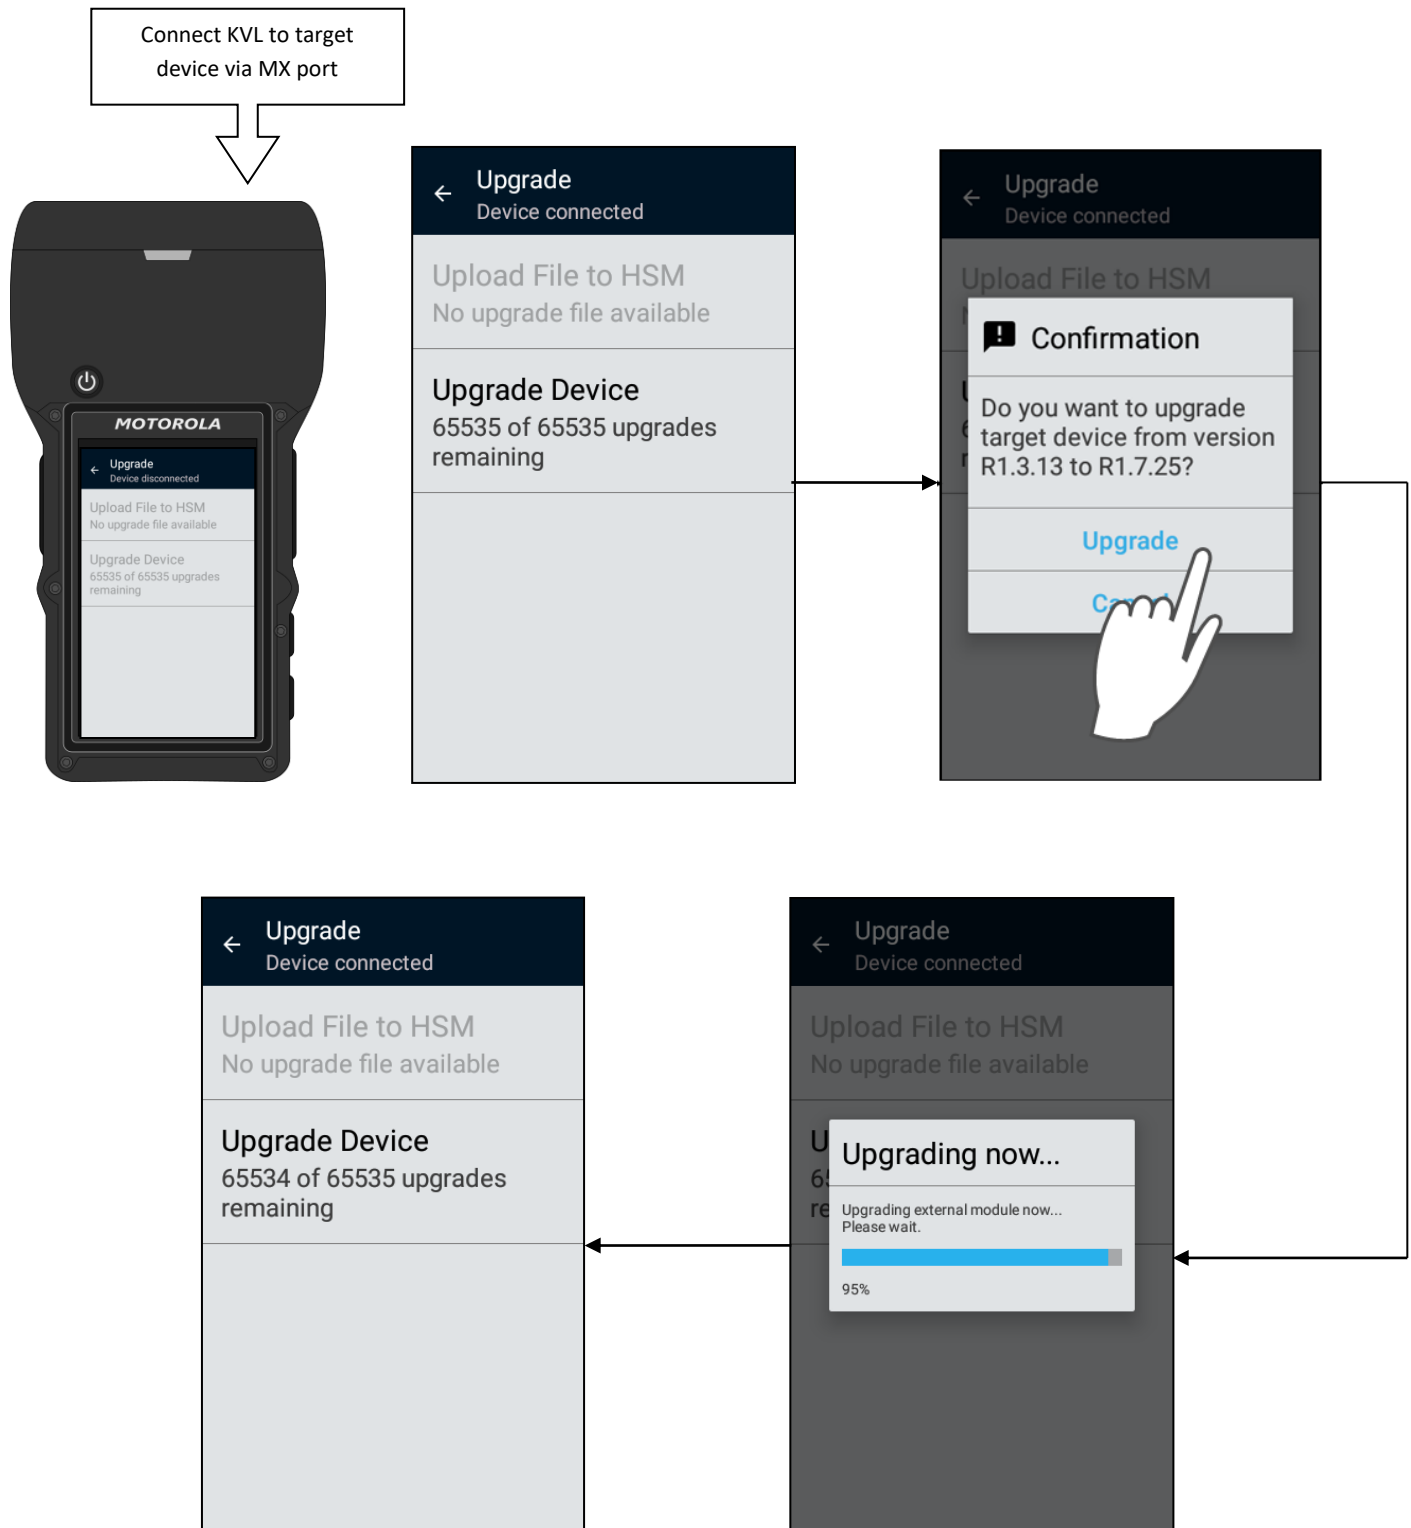 Connect KVL to target
device via MX port
MOTOROLA
Upgrade
Device disconnected
Upload File to HSM
No upgrade file available
Upgrade Device
65535 of 65535 upgrades
remaining
Upgrade
Device connected
Upload File to HSM
No upgrade file available
Upgrade Device
65535 of 65535 upgrades
remaining
Upgrade
Device connected
Upload File to HSM
Confirmation
Do you want to upgrade
target device from version
R1.3.13 to R1.7.25?
Upgrade
Upgrade
Device connected
Upload File to HSM
No upgrade file available
Upgrade Device
65534 of 65535 upgrades
remaining
Upgrade
Device connected
Upload File to HSM
No upgrade file available
Upgrading now...
Upgrading external module now...
Please wait.
95%